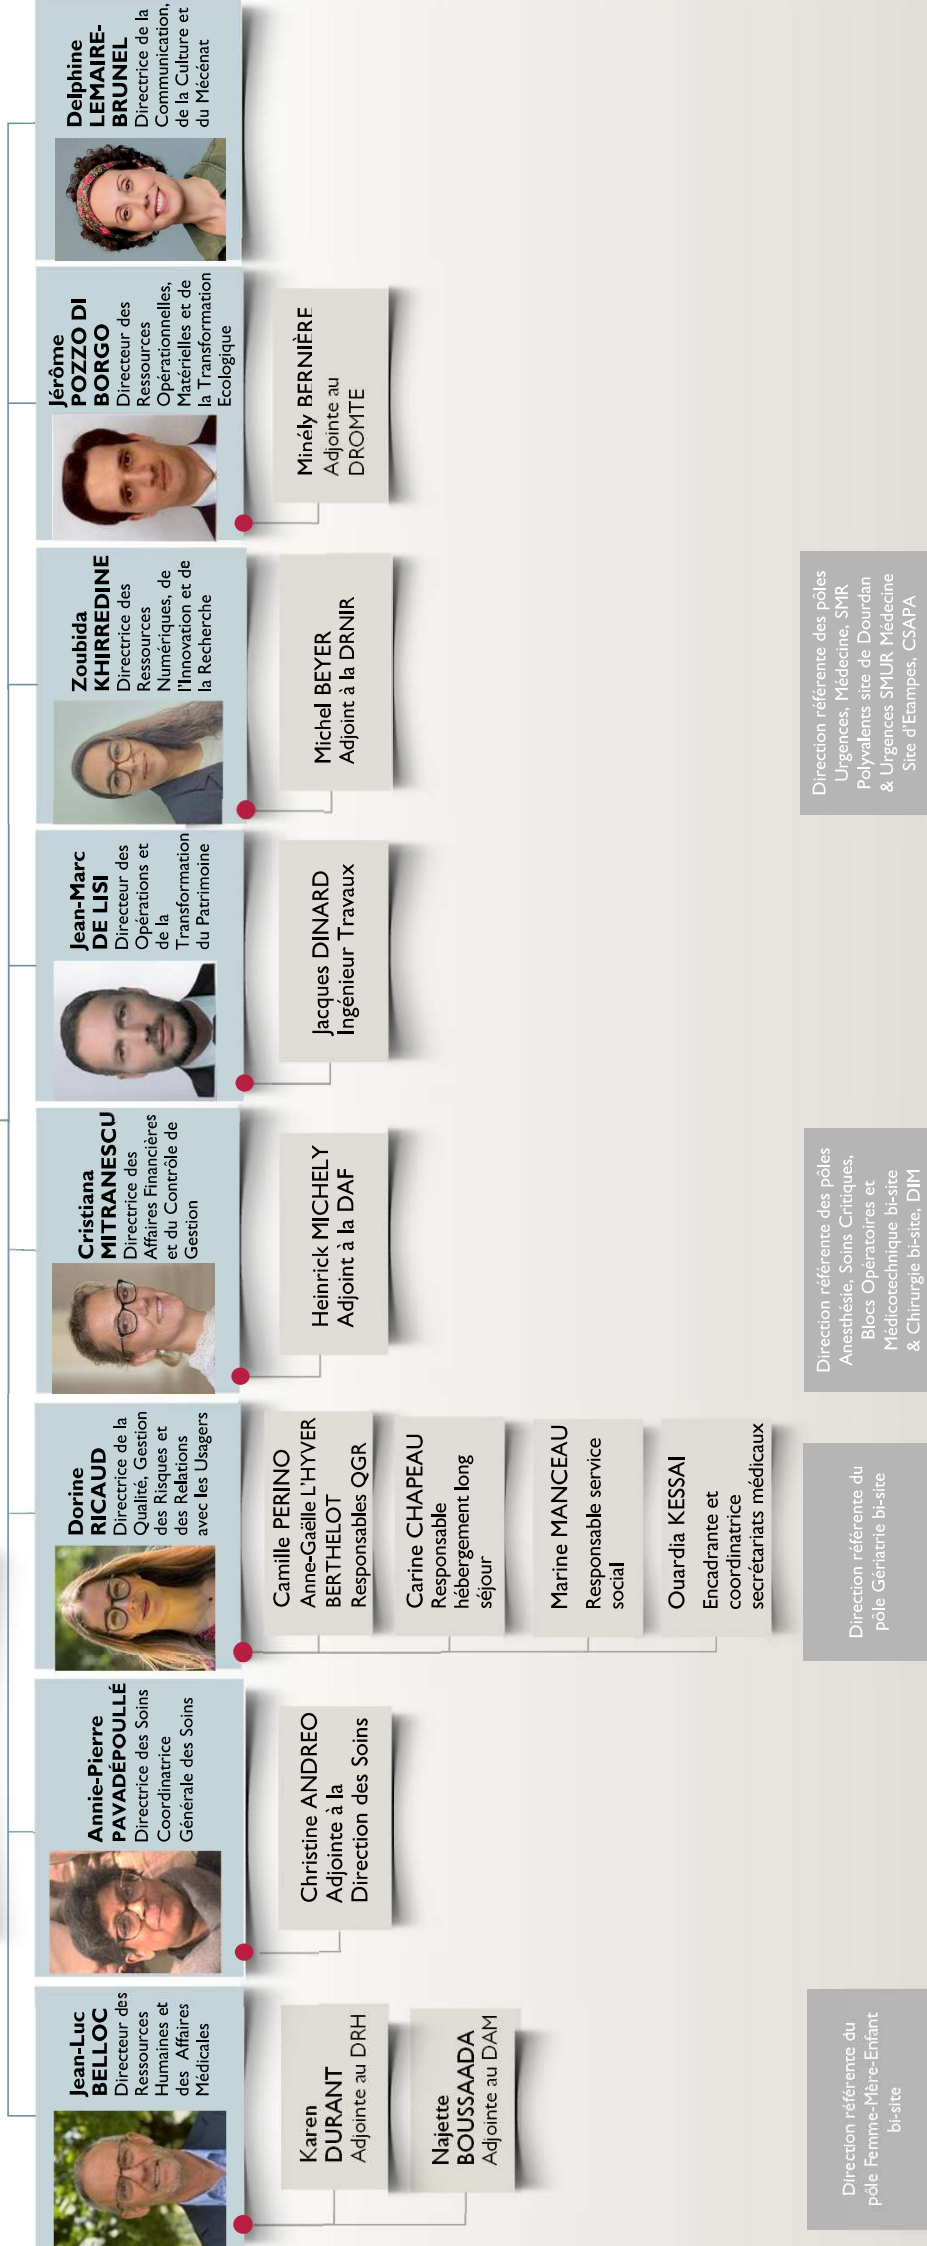 Jean-Luc
BELLOC
Directeur des
Ressources
Humaines et
des Affaires
Médicales
Karen
DURANT
Adjointe au DRH
Najette
BOUSSAADA
Adjointe au DAM
Direction référente du
pôle Femme-Mère-Enfant
bi-site
Annie-Pierre
PAVADÉPOULLÉ
Directrice des Soins
Coordinatrice
Générale des Soins
Christine ANDREO
Adjointe à la
Direction des Soins
Dorine
RICAUD
Directrice de la
Qualité, Gestion
des Risques et
des Relations
avec les Usagers
Camille PERINO
Anne-Gaëlle L'HYVER
BERTHELOT
Responsables QGR
Carine CHAPEAU
Responsable
hébergement long
séjour
Marine MANCEAU
Responsable service
social
Ouardia KESSAI
Encadrante et
coordinatrice
secrétariats médicaux
Direction référente du
pôle Gériatrie bi-site
Cristiana
MITRANESCU
Directrice des
Affaires Financières
et du Contrôle de
Gestion
Heinrick MICHELY
Adjoint à la DAF
Direction référente des pôles
Anesthésie, Soins Critiques,
Blocs Opératoires et
Médicotechnique bi-site
& Chirurgie bi-site, DIM
Jean-Marc
DE LISI
Directeur des
Opérations et
de la
Transformation
du Patrimoine
Jacques DINARD
Ingénieur Travaux
Zoubida
KHIRREDINE
Directrice des
Ressources
Numériques, de
l'Innovation et de
la Recherche
Michel BEYER
Adjoint à la DRNIR
Direction référente des pôles
Urgences, Médecine, SMR
Polyvalents site de Dourdan
& Urgences SMUR Médecine
Site d'Etampes, CSAPA
Jérôme
POZZO DI
BORGO
Directeur des
Ressources
Opérationnelles,
Matérielles et de
la Transformation
Ecologique
Minély BERNIÈRE
Adjointe au
DROMTE
Delphine
LEMAIRE-
BRUNEL
Directrice de la
Communication,
de la Culture et
du Mécénat